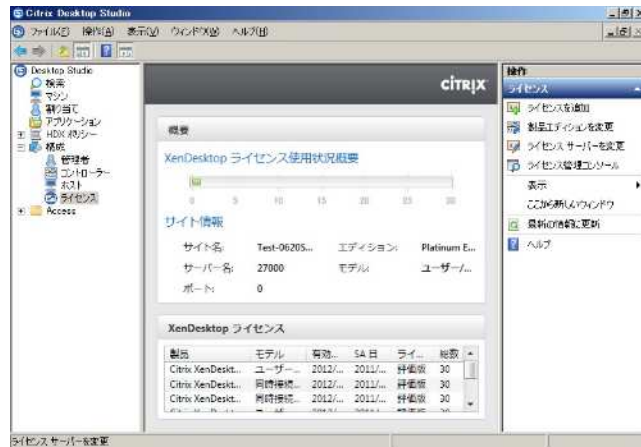 Citrix Desktop Studio
ファイル(F) 操作(A) 表示(V) ウィンドウ(W) ヘルプ(H)
Desktop Studio
検索
マシン
割り当て
アプリケーション
HDX ポリシー
構成
管理者
コントローラー
ホスト
ライセンス
Access
CITRIX
概要
XenDesktop ライセンス使用状況概要
0 5 10 15 20 25 30
サイト情報
サイト名: Test-0620S... エディション: Platinum E...
サーバー名: 27000 モデル: ユーザー/...
ポート: 0
XenDesktop ライセンス
製品 モデル 有効... SA 日 ライ... 総数
Citrix XenDeskt... ユーザー... 2012/... 2011/... 評価版 30
Citrix XenDeskt... 同時接続... 2012/... 2011/... 評価版 30
Citrix XenDeskt... 同時接続... 2012/... 2011/... 評価版 30
操作
ライセンス
ライセンスを追加
製品エディションを変更
ライセンス サーバーを変更
ライセンス管理コンソール
表示
ここから新しいウィンドウ
最新の情報に更新
ヘルプ
ライセンス サーバーを変更